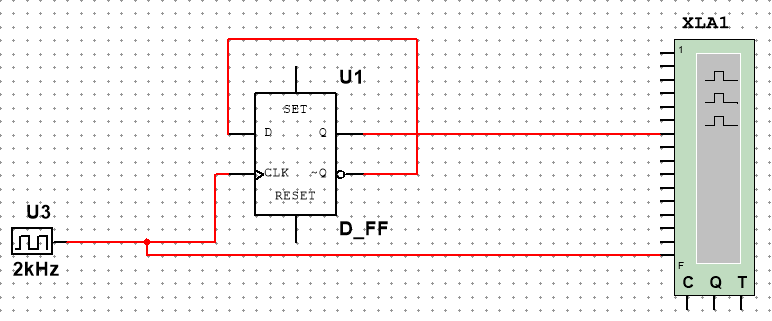 XLA1
1
U1
SET
D Q
CLK ~Q
RESET
U3
D_FF
2kHz
F
C Q T